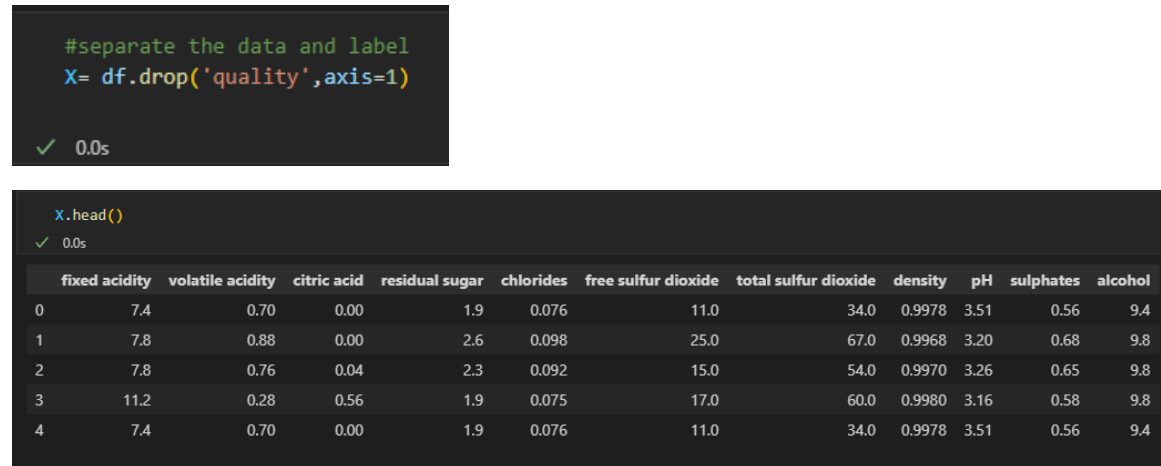 #separate the data and label
X= df.drop('quality',axis=1)
✓ 0.0s
X.head()
✓ 0.0s
fixed acidity volatile acidity citric acid residual sugar chlorides free sulfur dioxide total sulfur dioxide density pH sulphates alcohol
0 7.4 0.70 0.00 1.9 0.076 11.0 34.0 0.9978 3.51 0.56 9.4
1 7.8 0.88 0.00 2.6 0.098 25.0 67.0 0.9968 3.20 0.68 9.8
2 7.8 0.76 0.04 2.3 0.092 15.0 54.0 0.9970 3.26 0.65 9.8
3 11.2 0.28 0.56 1.9 0.075 17.0 60.0 0.9980 3.16 0.58 9.8
4 7.4 0.70 0.00 1.9 0.076 11.0 34.0 0.9978 3.51 0.56 9.4